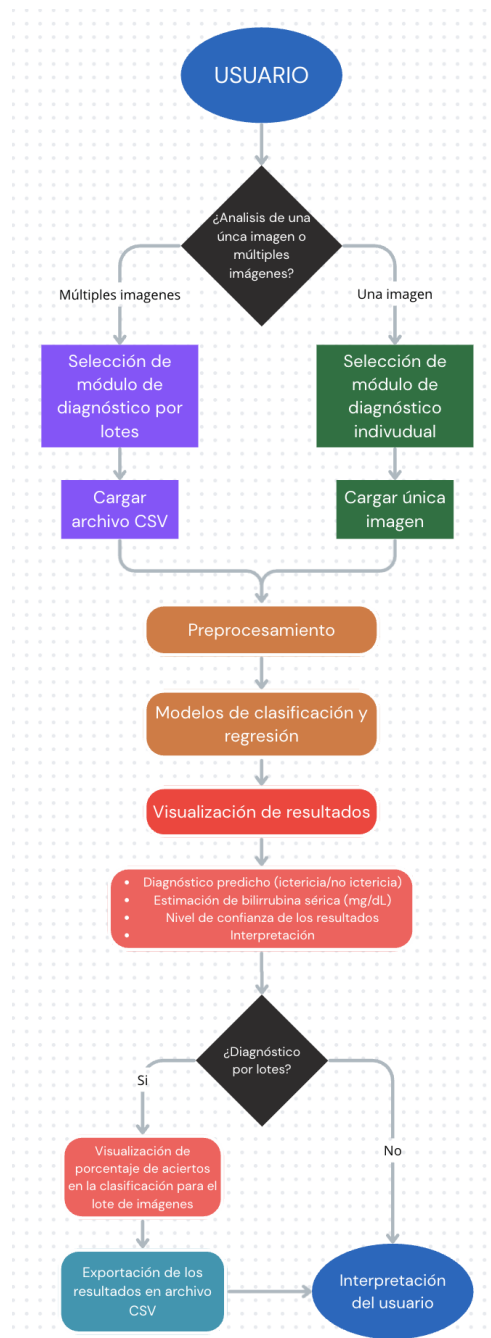 USUARIO
¿Analisis de una
únca imagen o
múltiples
imágenes?
Múltiples imagenes
Una imagen
Selección de
módulo de
diagnóstico por
lotes
Selección de
módulo de
diagnóstico
indivudual
Cargar
archivo CSV
Cargar única
imagen
Preprocesamiento
Modelos de clasificación y
regresión
Visualización de resultados
• Diagnóstico predicho (ictericia/no ictericia)
• Estimación de bilirrubina sérica (mg/dL)
• Nivel de confianza de los resultados
• Interpretación
¿Diagnóstico
por lotes?
Si
No
Visualización de
porcentaje de aciertos
en la clasificación para el
lote de imágenes
Exportación de los
resultados en archivo
CSV
Interpretación
del usuario